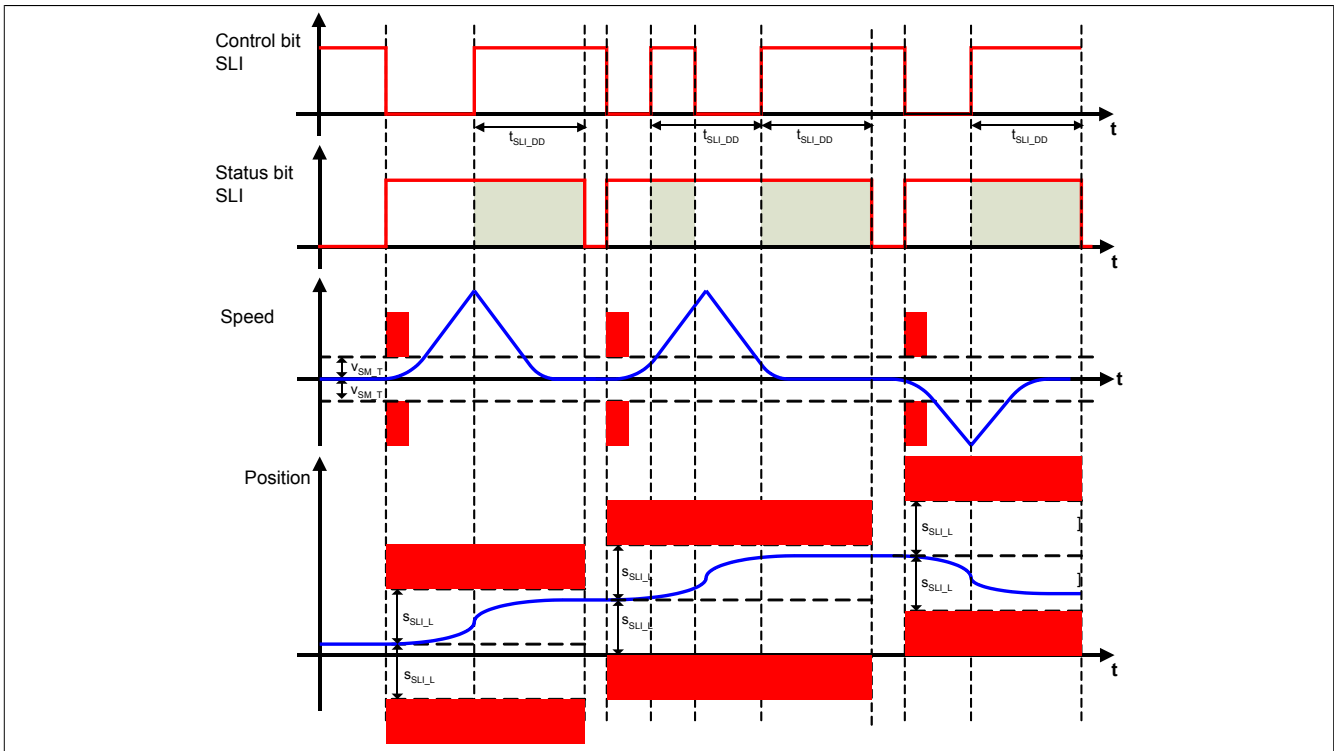 Control bit
SLI
t
tSLI_DD
tSLI_DD
tSLI_DD
tSLI_DD
Status bit
SLI
t
Speed
vSM_T
vSM_T
t
Position
sSLI_L
sSLI_L
sSLI_L
sSLI_L
sSLI_L
sSLI_L
t